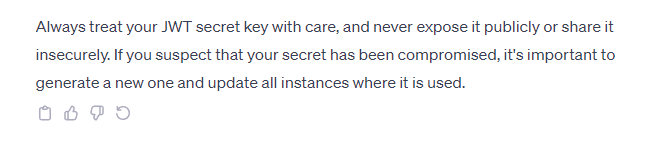 Always treat your JWT secret key with care, and never expose it publicly or share it
insecurely. If you suspect that your secret has been compromised, it's important to
generate a new one and update all instances where it is used.